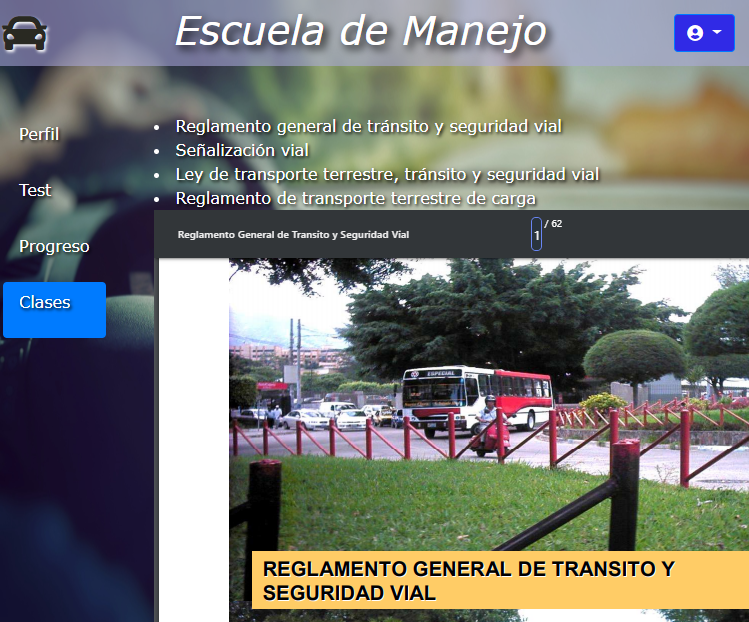 Escuela de Manejo
Perfil
Test
Progreso
Clases
Reglamento general de tránsito y seguridad vial
Señalización vial
Ley de transporte terrestre, tránsito y seguridad vial
Reglamento de transporte terrestre de carga
Reglamento General de Transito y Seguridad Vial
1 / 62
ESPECIAL
REGLAMENTO GENERAL DE TRANSITO Y
SEGURIDAD VIAL